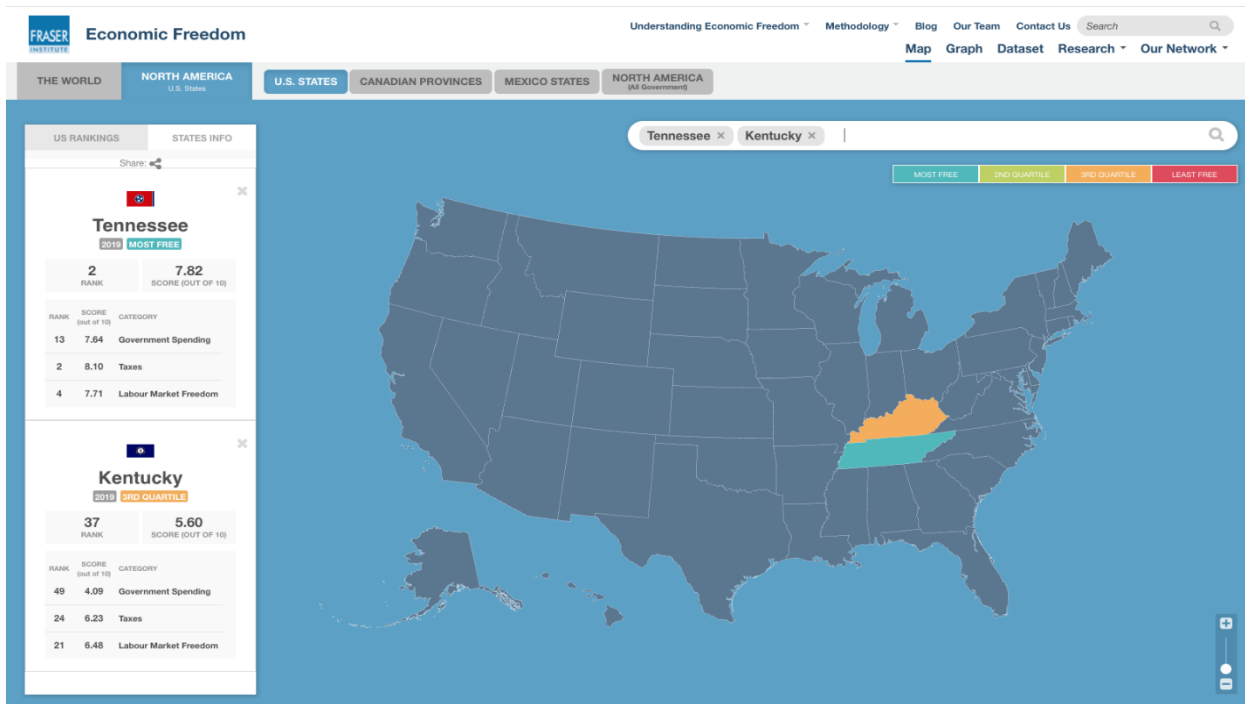 Understanding Economic Freedom Methodology Blog Our Team Contact Us Search
FRASER
INSTITUTE
Economic Freedom
Map Graph Dataset Research Our Network
THE WORLD
NORTH AMERICA
U.S. States
U.S. STATES
CANADIAN PROVINCES
MEXICO STATES
NORTH AMERICA
(All Government)
US RANKINGS STATES INFO
Share:
Tennessee × Kentucky ×
MOST FREE 2ND QUARTILE 3RD QUARTILE LEAST FREE
Tennessee
2019 MOST FREE
2 7.82
RANK SCORE (OUT OF 10)
RANK SCORE (out of 10) CATEGORY
13 7.64 Government Spending
2 8.10 Taxes
4 7.71 Labour Market Freedom
Kentucky
2019 3RD QUARTILE
37 5.60
RANK SCORE (OUT OF 10)
RANK SCORE (out of 10) CATEGORY
49 4.09 Government Spending
24 6.23 Taxes
21 6.48 Labour Market Freedom